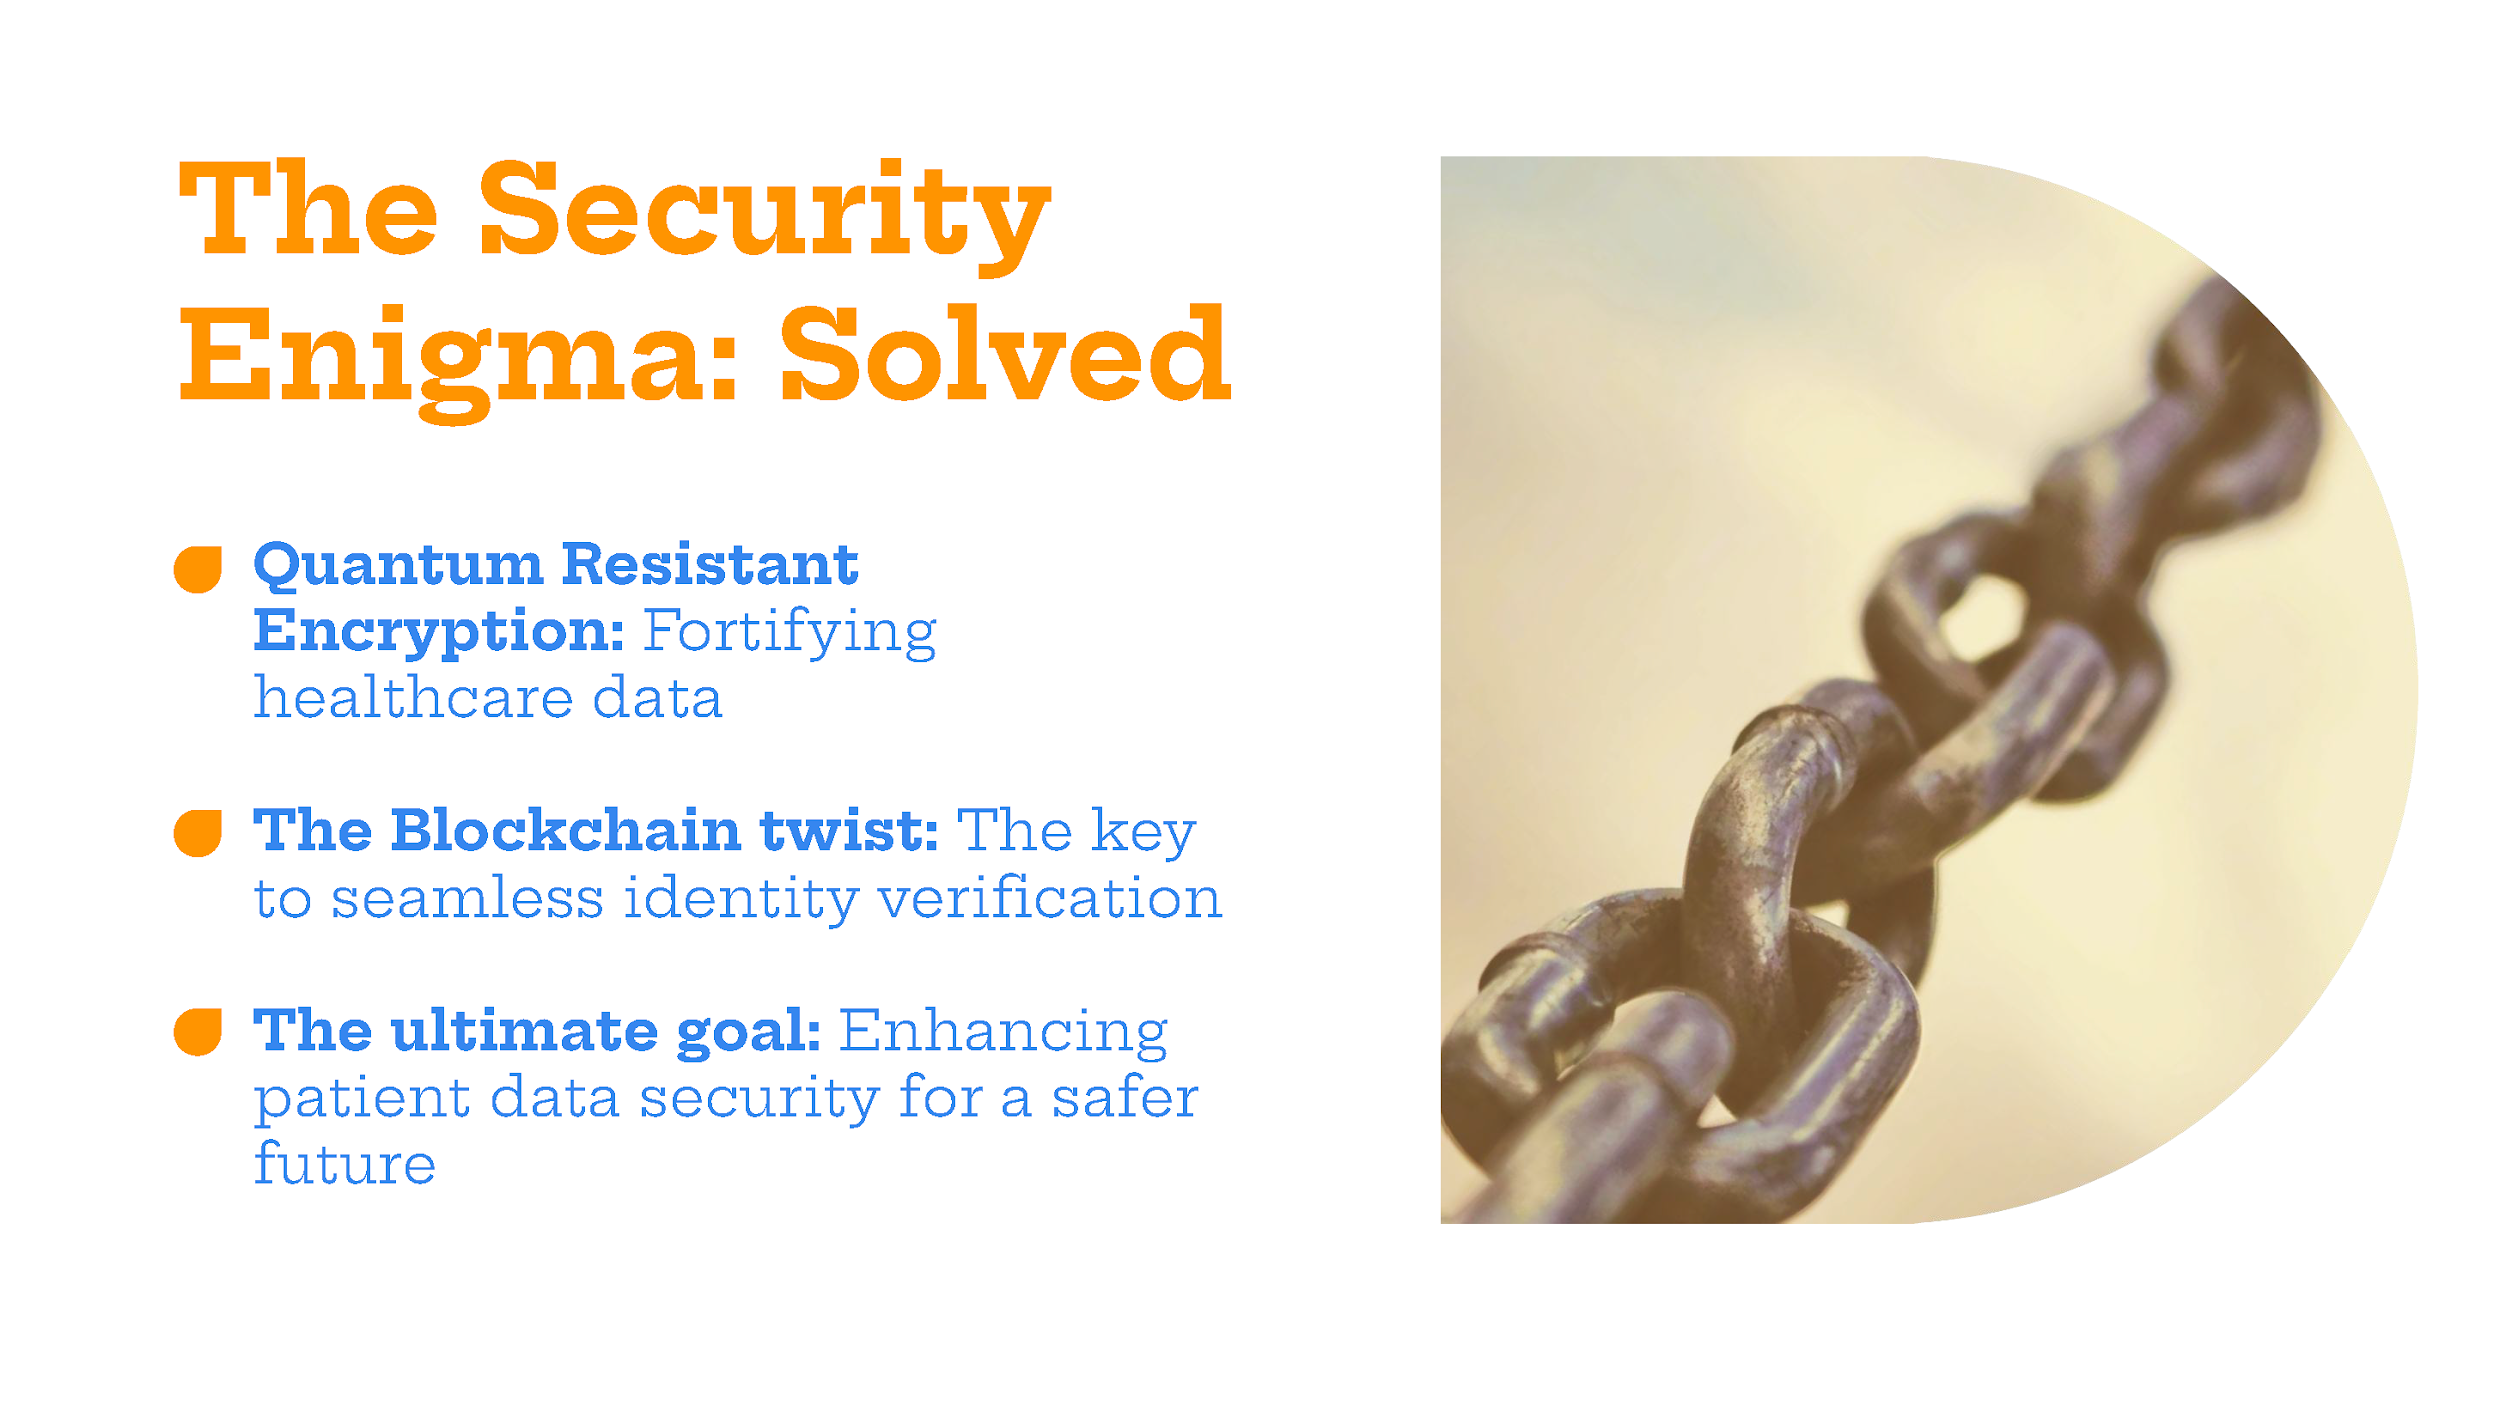 The Security
Enigma: Solved
Quantum Resistant
Encryption: Fortifying
healthcare data
The Blockchain twist: The key
to seamless identity verification
The ultimate goal: Enhancing
patient data security for a safer
future